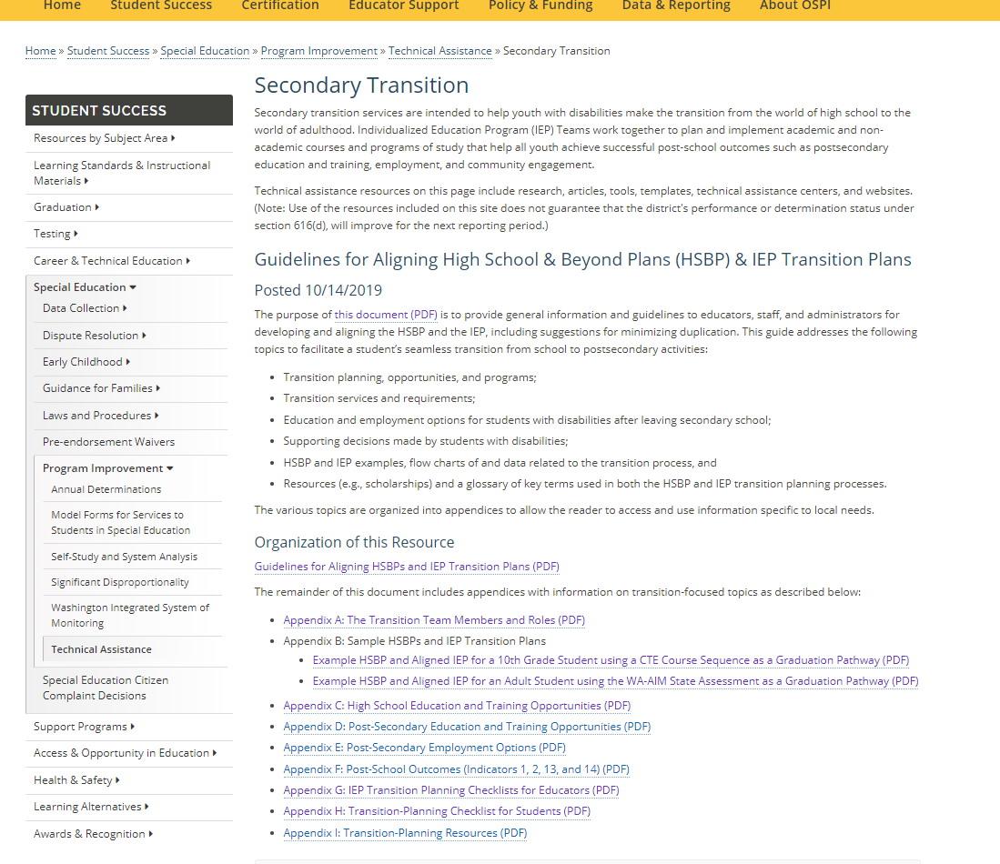 Home Student Success Certification Educator Support Policy & Funding Data & Reporting About OSPI
Home » Student Success » Special Education » Program Improvement » Technical Assistance » Secondary Transition
STUDENT SUCCESS
Resources by Subject Area
Learning Standards & Instructional
Materials
Graduation
Testing
Career & Technical Education
Special Education
Data Collection
Dispute Resolution
Early Childhood
Guidance for Families
Laws and Procedures
Pre-endorsement Waivers
Program Improvement
Annual Determinations
Model Forms for Services to
Students in Special Education
Self-Study and System Analysis
Significant Disproportionality
Washington Integrated System of
Monitoring
Technical Assistance
Special Education Citizen
Complaint Decisions
Support Programs
Access & Opportunity in Education
Health & Safety
Learning Alternatives
Awards & Recognition
Secondary Transition
Secondary transition services are intended to help youth with disabilities make the transition from the world of high school to the
world of adulthood. Individualized Education Program (IEP) Teams work together to plan and implement academic and non-
academic courses and programs of study that help all youth achieve successful post-school outcomes such as postsecondary
education and training, employment, and community engagement.
Technical assistance resources on this page include research, articles, tools, templates, technical assistance centers, and websites.
(Note: Use of the resources included on this site does not guarantee that the district's performance or determination status under
section 616(d), will improve for the next reporting period.)
Guidelines for Aligning High School & Beyond Plans (HSBP) & IEP Transition Plans
Posted 10/14/2019
The purpose of this document (PDF) is to provide general information and guidelines to educators, staff, and administrators for
developing and aligning the HSBP and the IEP, including suggestions for minimizing duplication. This guide addresses the following
topics to facilitate a student’s seamless transition from school to postsecondary activities:
• Transition planning, opportunities, and programs;
• Transition services and requirements;
• Education and employment options for students with disabilities after leaving secondary school;
• Supporting decisions made by students with disabilities;
• HSBP and IEP examples, flow charts of and data related to the transition process, and
• Resources (e.g., scholarships) and a glossary of key terms used in both the HSBP and IEP transition planning processes.
The various topics are organized into appendices to allow the reader to access and use information specific to local needs.
Organization of this Resource
Guidelines for Aligning HSBPs and IEP Transition Plans (PDF)
The remainder of this document includes appendices with information on transition-focused topics as described below:
• Appendix A: The Transition Team Members and Roles (PDF)
• Appendix B: Sample HSBPs and IEP Transition Plans
• Example HSBP and Aligned IEP for a 10th Grade Student using a CTE Course Sequence as a Graduation Pathway (PDF)
• Example HSBP and Aligned IEP for an Adult Student using the WA-AIM State Assessment as a Graduation Pathway (PDF)
• Appendix C: High School Education and Training Opportunities (PDF)
• Appendix D: Post-Secondary Education and Training Opportunities (PDF)
• Appendix E: Post-Secondary Employment Options (PDF)
• Appendix F: Post-School Outcomes (Indicators 1, 2, 13, and 14) (PDF)
• Appendix G: IEP Transition Planning Checklists for Educators (PDF)
• Appendix H: Transition-Planning Checklist for Students (PDF)
• Appendix I: Transition-Planning Resources (PDF)